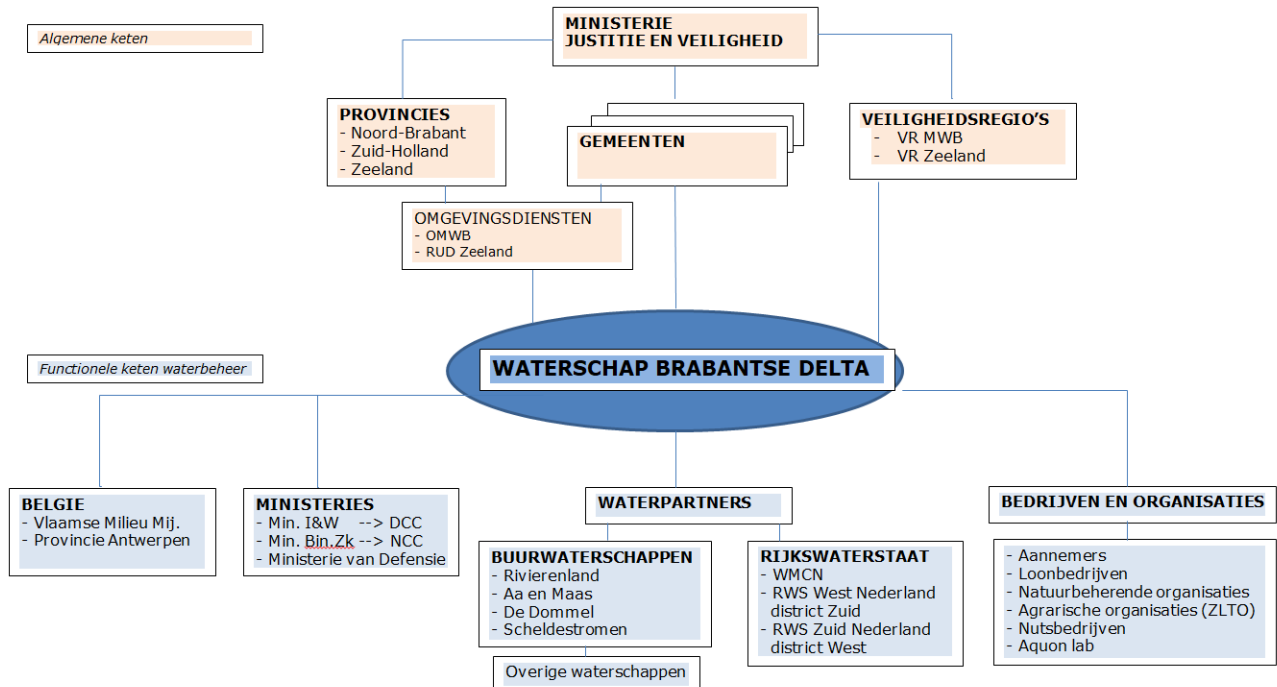 Algemene keten
MINISTERIE
JUSTITIE EN VEILIGHEID
PROVINCIES
- Noord-Brabant
- Zuid-Holland
- Zeeland
GEMEENTEN
VEILIGHEIDSREGIO’S
- VR MWB
- VR Zeeland
OMGEVINGSDIENSTEN
- OMWB
- RUD Zeeland
Functionele keten waterbeheer
WATERSCHAP BRABANTSE DELTA
BELGIE
- Vlaamse Milieu Mij.
- Provincie Antwerpen
MINISTERIES
- Min. I&W --> DCC
- Min. Bin.Zk --> NCC
- Ministerie van Defensie
WATERPARTNERS
BUURWATERSCHAPPEN
- Rivierenland
- Aa en Maas
- De Dommel
- Scheldestromen
Overige waterschappen
RIJKSWATERSTAAT
- WMCN
- RWS West Nederland
district Zuid
- RWS Zuid Nederland
district West
BEDRIJVEN EN ORGANISATIES
- Aannemers
- Loonbedrijven
- Natuurbeherende organisaties
- Agrarische organisaties (ZLTO)
- Nutsbedrijven
- Aquon lab